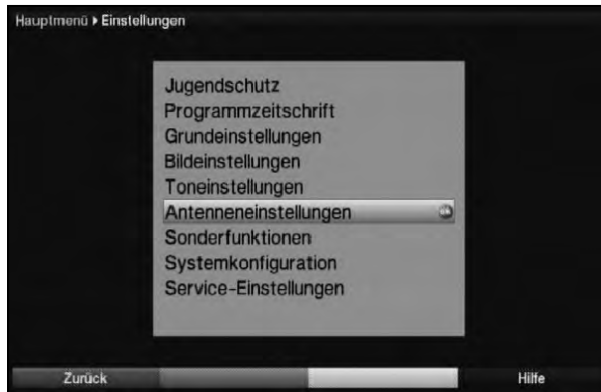 Hauptmenü ▸ Einstellungen
Jugendschutz
Programmzeitschrift
Grundeinstellungen
Bildeinstellungen
Toneinstellungen
Antenneneinstellungen
Sonderfunktionen
Systemkonfiguration
Service-Einstellungen
Zurück Hilfe